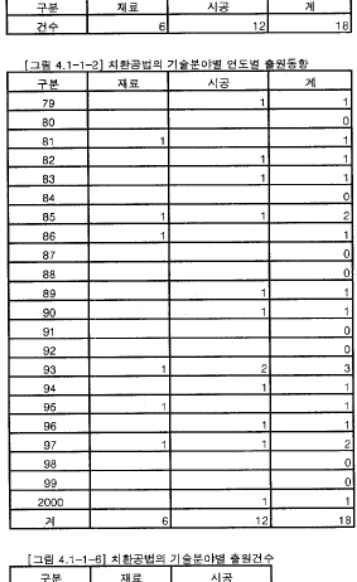 구분 재료 시공 계
건수 6 12 18
[그림 4.1-1-2] 치환공법의 기술분야별 연도별 출원동향
구분 재료 시공 계
79 1 1
80 0
81 1 1
82 1 1
83 1 1
84 0
85 1 1 2
86 1 1
87 0
88 0
89 1 1
90 1 1
91 0
92 0
93 1 2 3
94 1 1
95 1 1
96 1 1
97 1 1 2
98 0
99 0
2000 1 1
계 6 12 18
[그림 4.1-1-6] 치환공법의 기술분야별 출원건수
구분 재료 시공